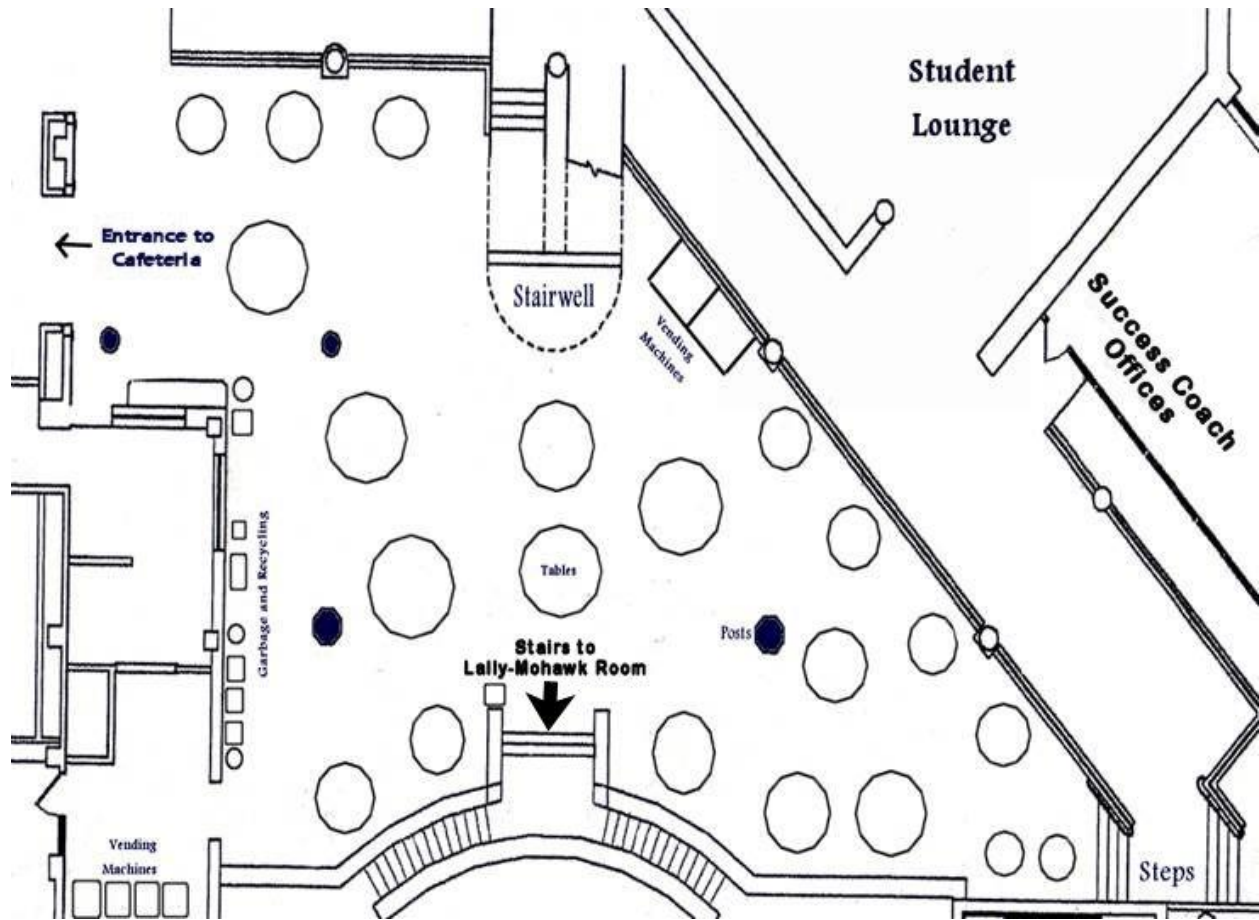 Student
Lounge
Entrance to
Cafeteria
Stairwell
Vending
Machines
Success Coach
Offices
Garbage and Recycling
Tables
Posts
Stairs to
Lally-Mohawk Room
Vending
Machines
Steps